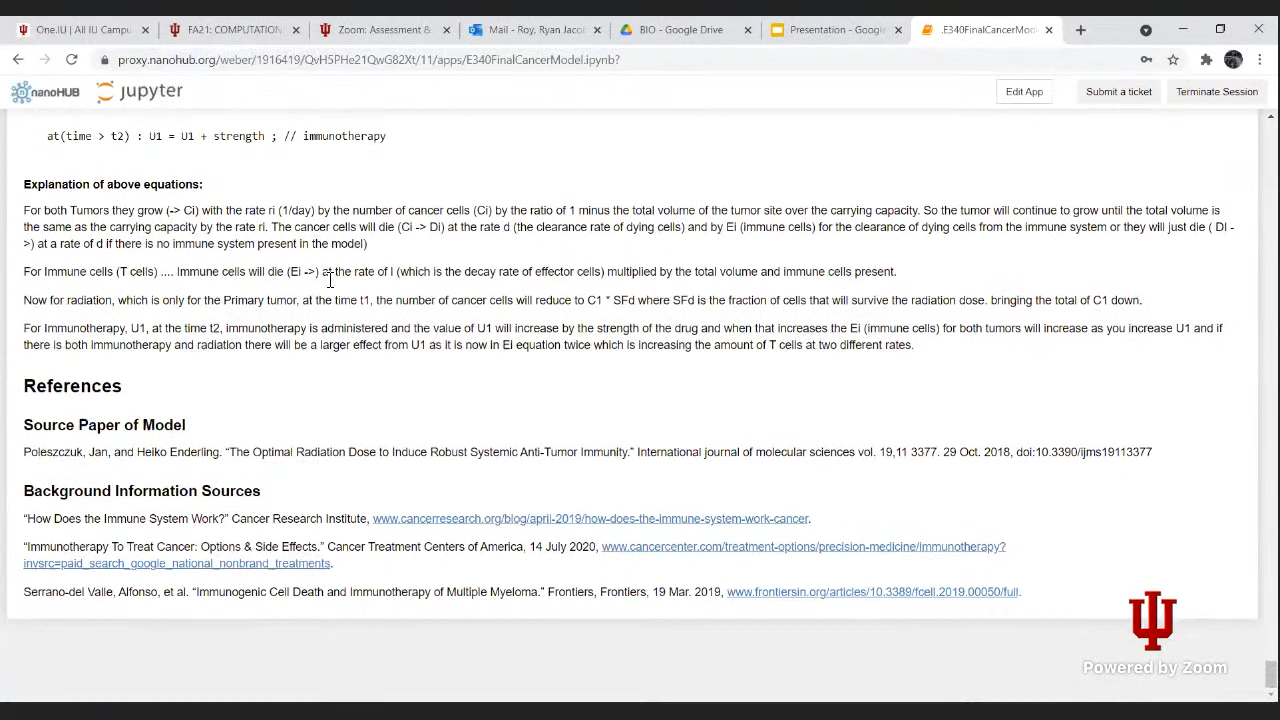 One.IU | All IU Campu
FA21: COMPUTATION
Zoom: Assessment &
Mail - Roy, Ryan Jacob
BIO - Google Drive
Presentation - Google
.E340FinalCancerMode
proxy.nanohub.org/weber/1916419/QvH5PHe21QwG82Xt/11/apps/E340FinalCancerModel.ipynb?
nanoHUB
jupyter
Edit App
Submit a ticket
Terminate Session
at(time > t2) : U1 = U1 + strength ; // immunotherapy
Explanation of above equations:
For both Tumors they grow (-> Ci) with the rate ri (1/day) by the number of cancer cells (Ci) by the ratio of 1 minus the total volume of the tumor site over the carrying capacity. So the tumor will continue to grow until the total volume is
the same as the carrying capacity by the rate ri. The cancer cells will die (Ci -> Di) at the rate d (the clearance rate of dying cells) and by Ei (immune cells) for the clearance of dying cells from the immune system or they will just die ( DI -
>) at a rate of d if there is no immune system present in the model)
For Immune cells (T cells) .... Immune cells will die (Ei ->) at the rate of l (which is the decay rate of effector cells) multiplied by the total volume and immune cells present.
Now for radiation, which is only for the Primary tumor, at the time t1, the number of cancer cells will reduce to C1 * SFd where SFd is the fraction of cells that will survive the radiation dose. bringing the total of C1 down.
For Immunotherapy, U1, at the time t2, immunotherapy is administered and the value of U1 will increase by the strength of the drug and when that increases the Ei (immune cells) for both tumors will increase as you increase U1 and if
there is both immunotherapy and radiation there will be a larger effect from U1 as it is now in Ei equation twice which is increasing the amount of T cells at two different rates.
References
Source Paper of Model
Poleszczuk, Jan, and Heiko Enderling. “The Optimal Radiation Dose to Induce Robust Systemic Anti-Tumor Immunity.” International journal of molecular sciences vol. 19,11 3377. 29 Oct. 2018, doi:10.3390/ijms19113377
Background Information Sources
“How Does the Immune System Work?” Cancer Research Institute, www.cancerresearch.org/blog/april-2019/how-does-the-immune-system-work-cancer.
“Immunotherapy To Treat Cancer: Options & Side Effects.” Cancer Treatment Centers of America, 14 July 2020, www.cancercenter.com/treatment-options/precision-medicine/immunotherapy?
invsrc=paid_search_google_national_nonbrand_treatments.
Serrano-del Valle, Alfonso, et al. “Immunogenic Cell Death and Immunotherapy of Multiple Myeloma.” Frontiers, Frontiers, 19 Mar. 2019, www.frontiersin.org/articles/10.3389/fcell.2019.00050/full.
Powered by Zoom